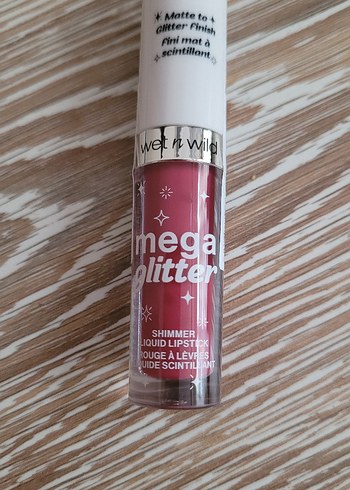 Matte to
Glitter Finish
Fini mat à
scintillant
wet n wild
mega
glitter
SHIMMER
LIQUID LIPSTICK
ROUGE À LÈVRES
LIQUIDE SCINTILLANT